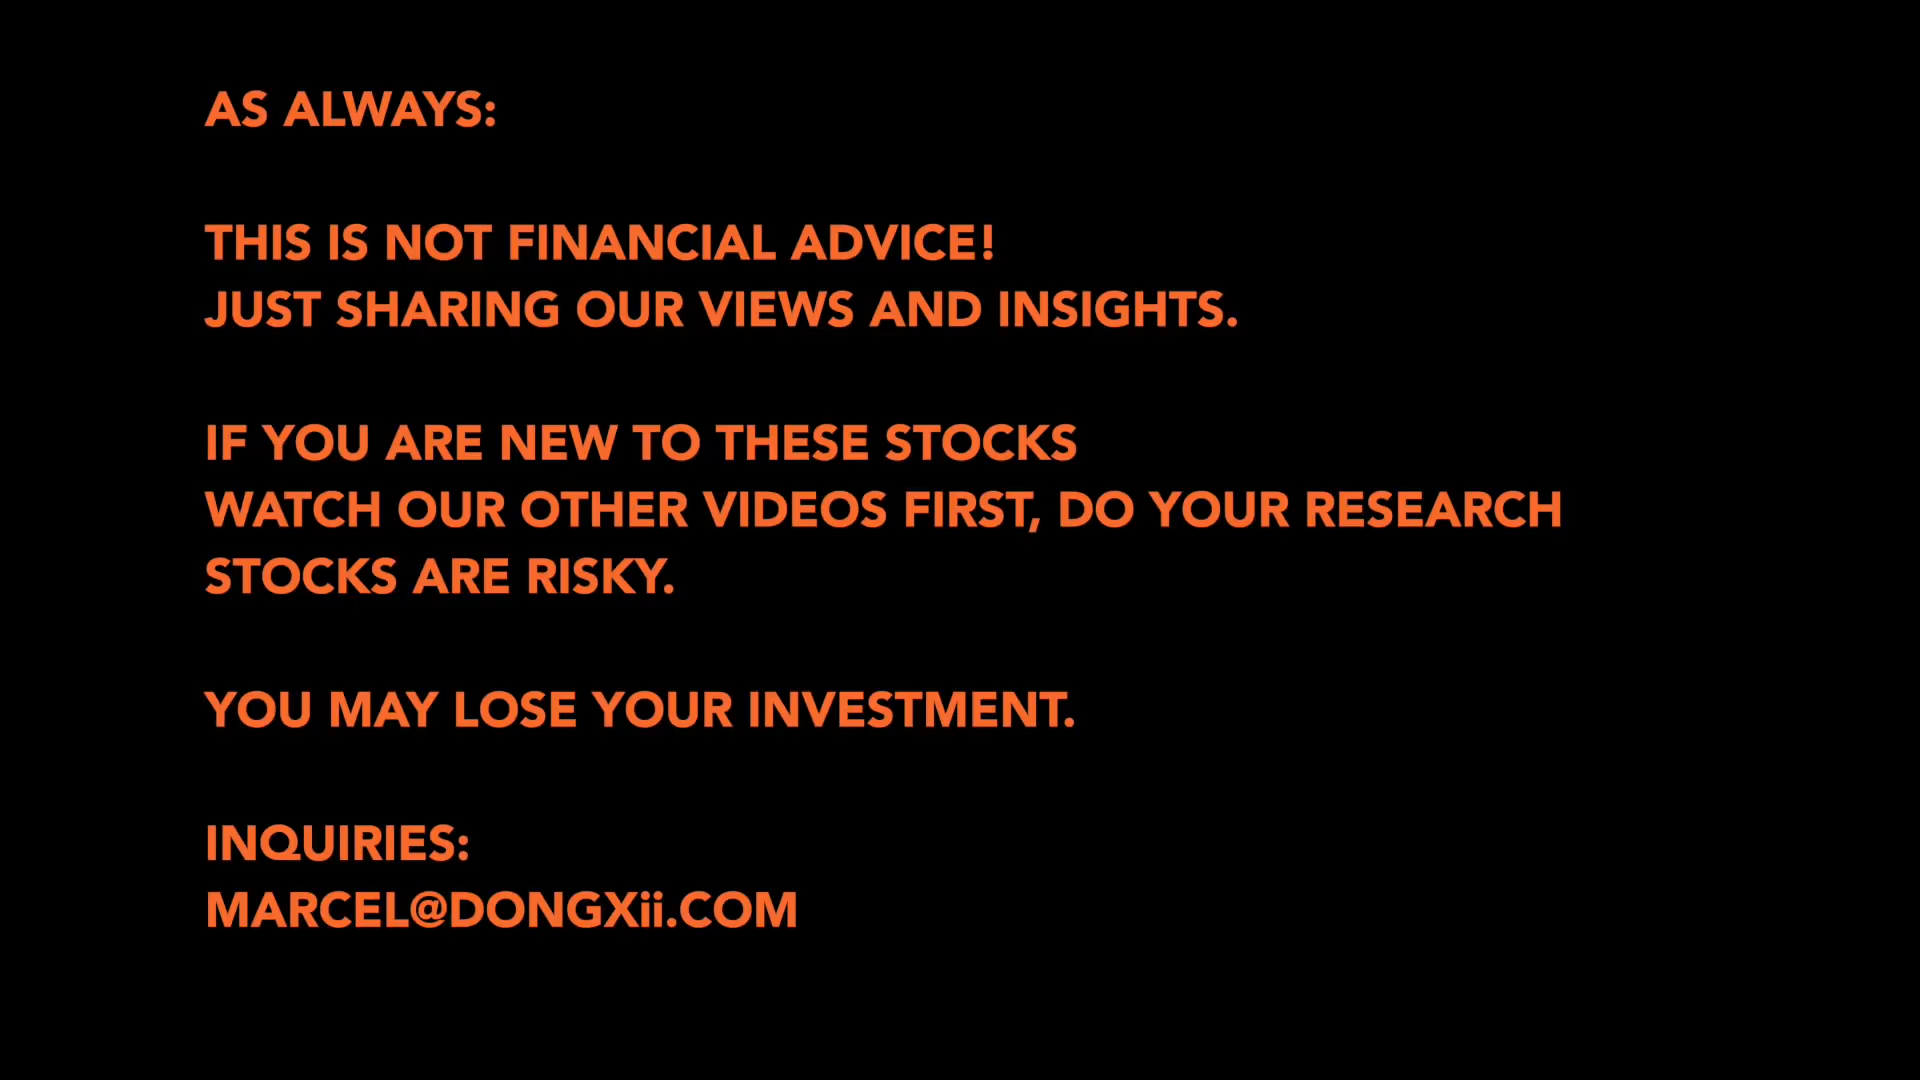 AS ALWAYS:
THIS IS NOT FINANCIAL ADVICE!
JUST SHARING OUR VIEWS AND INSIGHTS.
IF YOU ARE NEW TO THESE STOCKS
WATCH OUR OTHER VIDEOS FIRST, DO YOUR RESEARCH
STOCKS ARE RISKY.
YOU MAY LOSE YOUR INVESTMENT.
INQUIRIES:
MARCEL@DONGXii.COM